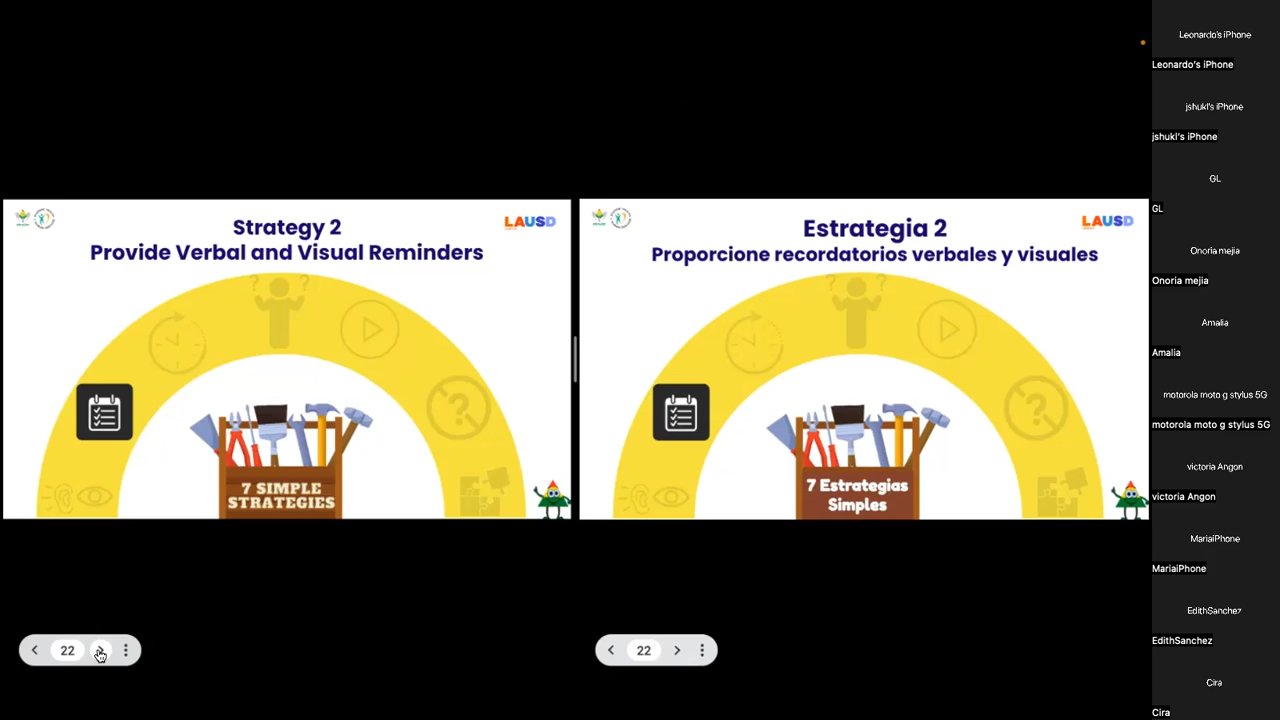 Strategy 2
Provide Verbal and Visual Reminders
LAUSD
7 SIMPLE
STRATEGIES
22
Estrategia 2
Proporcione recordatorios verbales y visuales
LAUSD
7 Estrategias
Simples
22
Leonardo's iPhone
Leonardo's iPhone
jshukl's iPhone
jshukl's iPhone
GL
GL
Onoria mejia
Onoria mejia
Amalia
Amalia
motorola moto g stylus 5G
motorola moto g stylus 5G
victoria Angon
victoria Angon
MariaiPhone
MariaiPhone
EdithSanchez
EdithSanchez
Cira
Cira